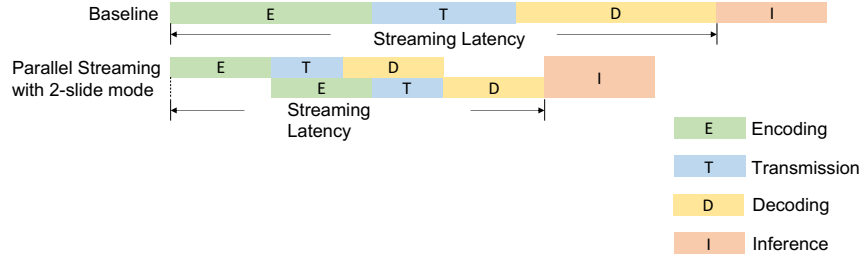 Baseline E T D I
Streaming Latency
Parallel Streaming E T D
with 2-slide mode E T D I
Streaming
Latency
E Encoding
T Transmission
D Decoding
I Inference